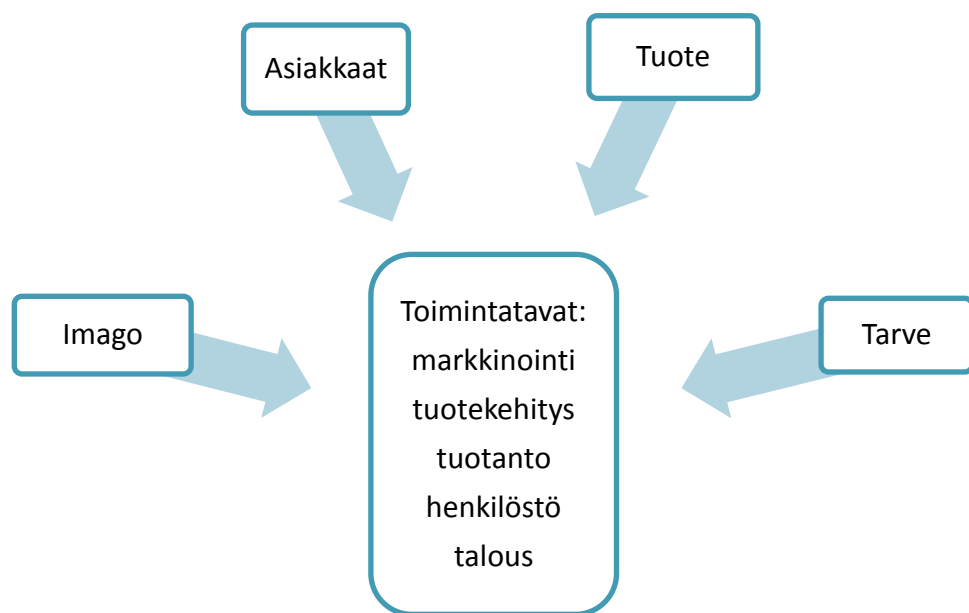 Asiakkaat
Tuote
Imago
Tarve
Toimintatavat:
markkinointi
tuotekehitys
tuotanto
henkilöstö
talous